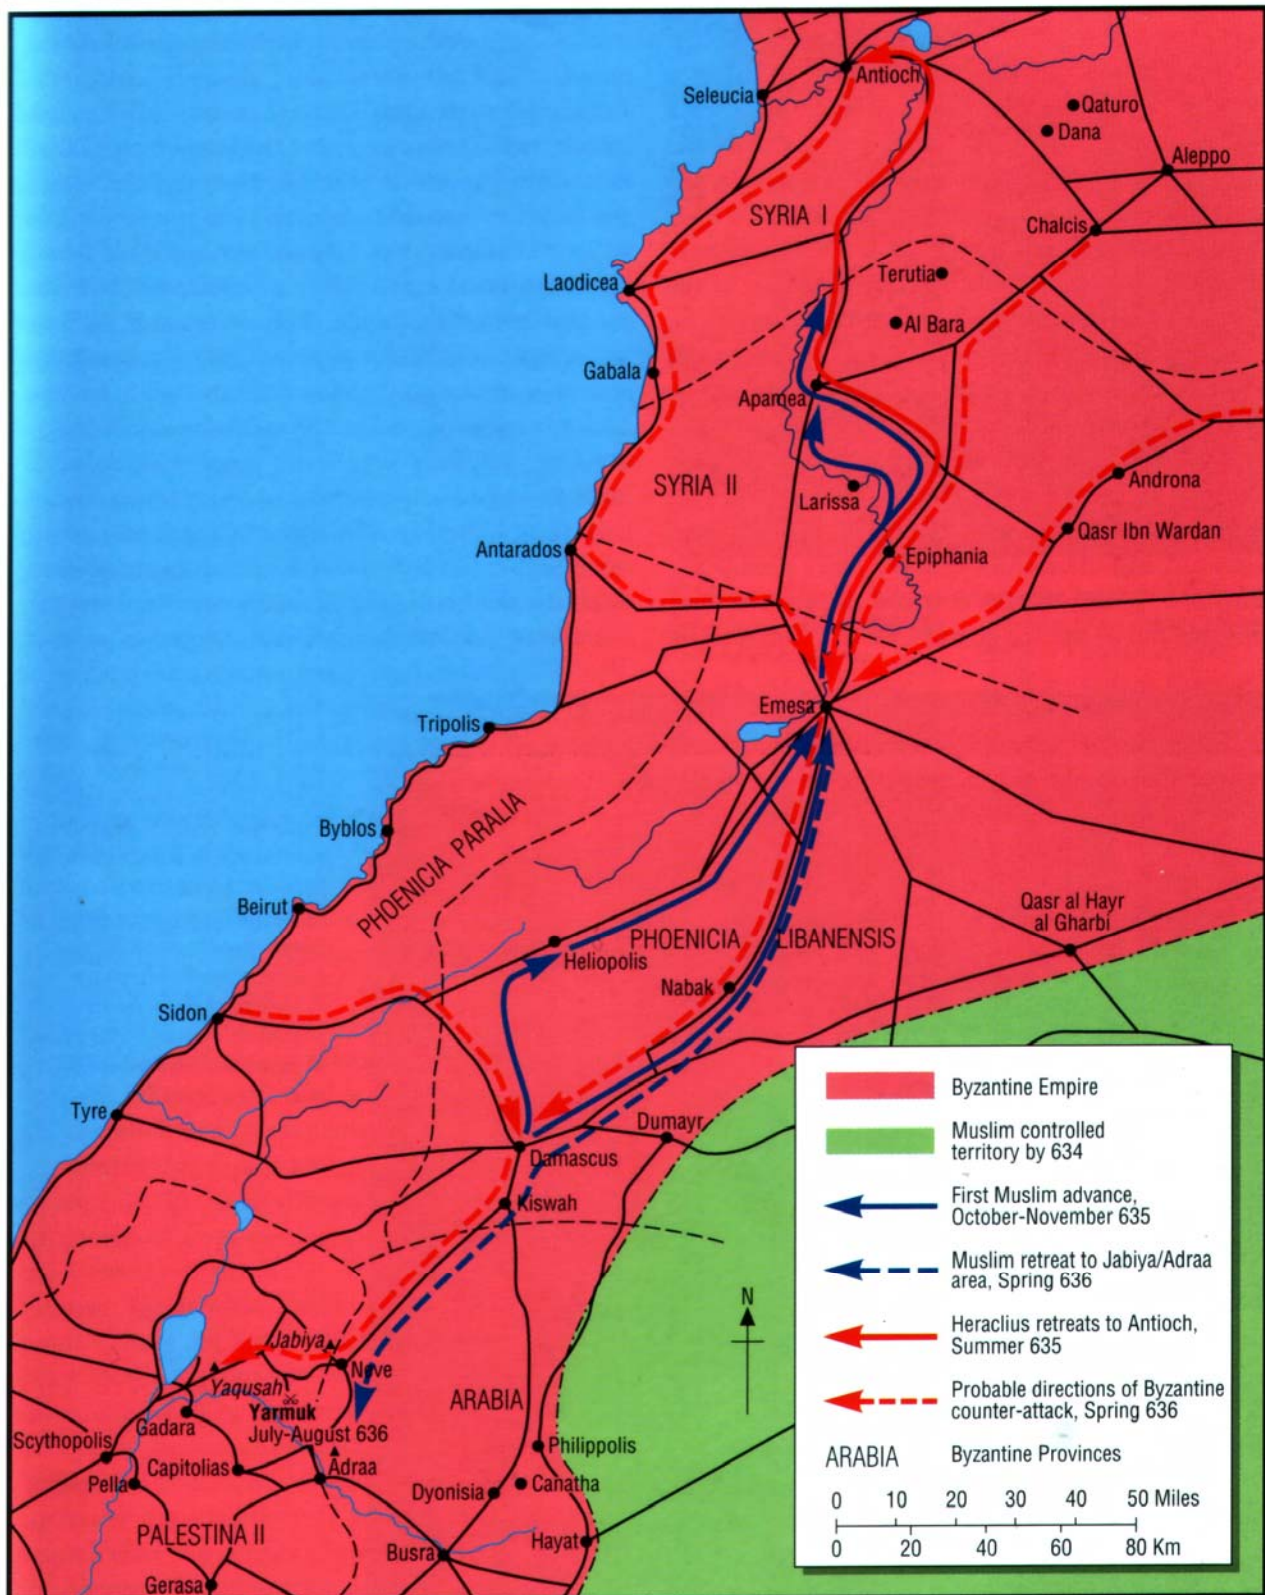 Antioch
Seleucia
Qaturo
Dana
Aleppo
SYRIA I
Chalcis
Laodicea
Terutia
Al Bara
Gabala
Apamea
SYRIA II
Larissa
Androna
Qasr Ibn Wardan
Antarados
Epiphania
Emesa
Tripolis
Byblos
PHOENICIA PARALIA
Beirut
Qasr al Hayr
al Gharbi
PHOENICIA LIBANENSIS
Heliopolis
Nabak
Sidon
Tyre
Dumayr
Damascus
Kiswah
Jabiya
Neve
Yaqusah
Yarmuk
July-August 636
ARABIA
Gadara
Scythopolis
Capitolias
Adraa
Pella
Philippolis
Canatha
Dyonisia
PALESTINA II
Busra
Hayat
Gerasa
N
Byzantine Empire
Muslim controlled
territory by 634
First Muslim advance,
October-November 635
Muslim retreat to Jabiya/Adraa
area, Spring 636
Heraclius retreats to Antioch,
Summer 635
Probable directions of Byzantine
counter-attack, Spring 636
ARABIA Byzantine Provinces
0 10 20 30 40 50 Miles
0 20 40 60 80 Km